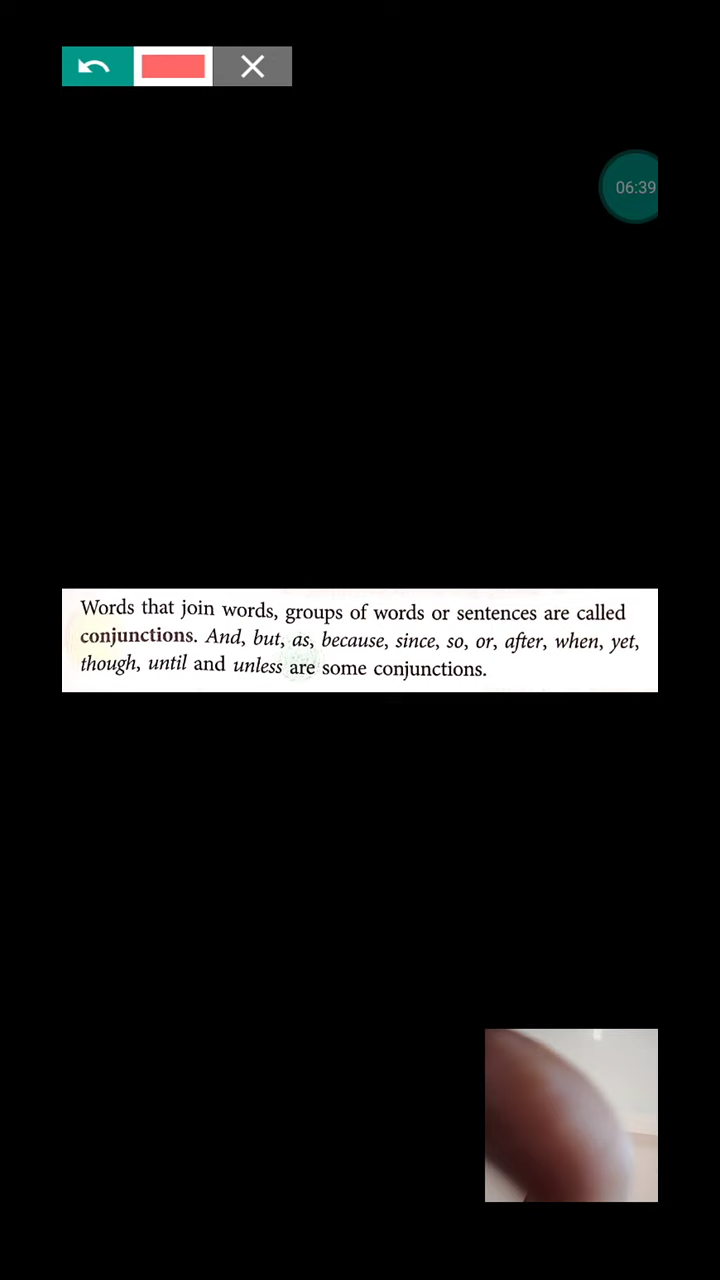 06:39
Words that join words, groups of words or sentences are called
conjunctions. And, but, as, because, since, so, or, after, when, yet,
though, until and unless are some conjunctions.